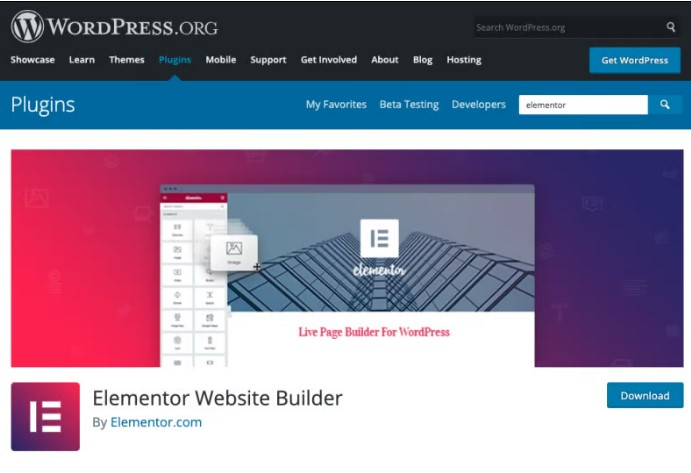 WORDPRESS.ORG
Search WordPress.org
Showcase Learn Themes Plugins Mobile Support Get Involved About Blog Hosting Get WordPress
Plugins My Favorites Beta Testing Developers elementor
elementor
Image
elementor
Live Page Builder For WordPress
Elementor Website Builder
Download
By Elementor.com